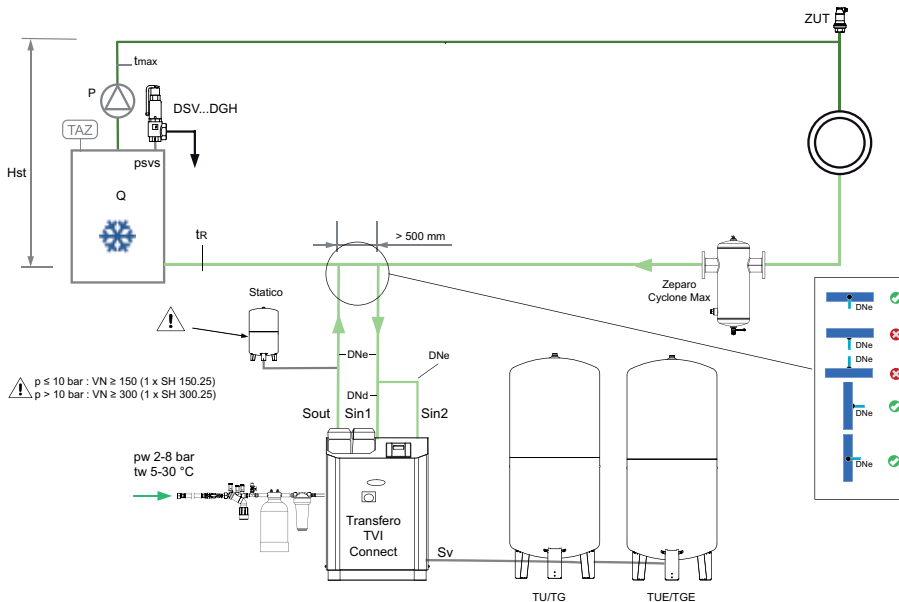 ZUT
tmax
P
DSV...DGH
TAZ
psvs
Hst
Q
tR
> 500 mm
Zeparo
Cyclone Max
Statico
DNe
DNe
DNe
DNe
DNe
DNe
DNe
p ≤ 10 bar : VN ≥ 150 (1 x SH 150.25)
p > 10 bar : VN ≥ 300 (1 x SH 300.25)
DNd
Sout
Sin1
Sin2
pw 2-8 bar
tw 5-30 °C
Transfero
TVI
Connect
Sv
TU/TG
TUE/TGE